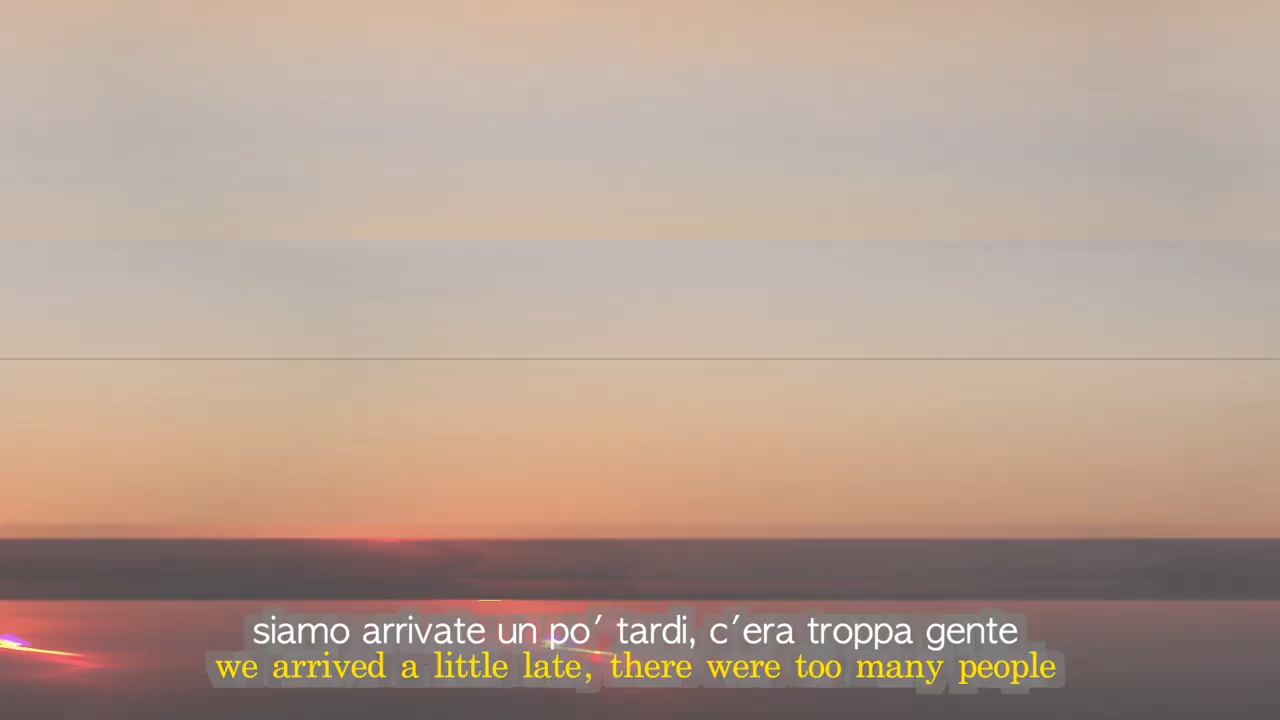 siamo arrivate un po′ tardi, c′era troppa gente
we arrived a little late, there were too many people